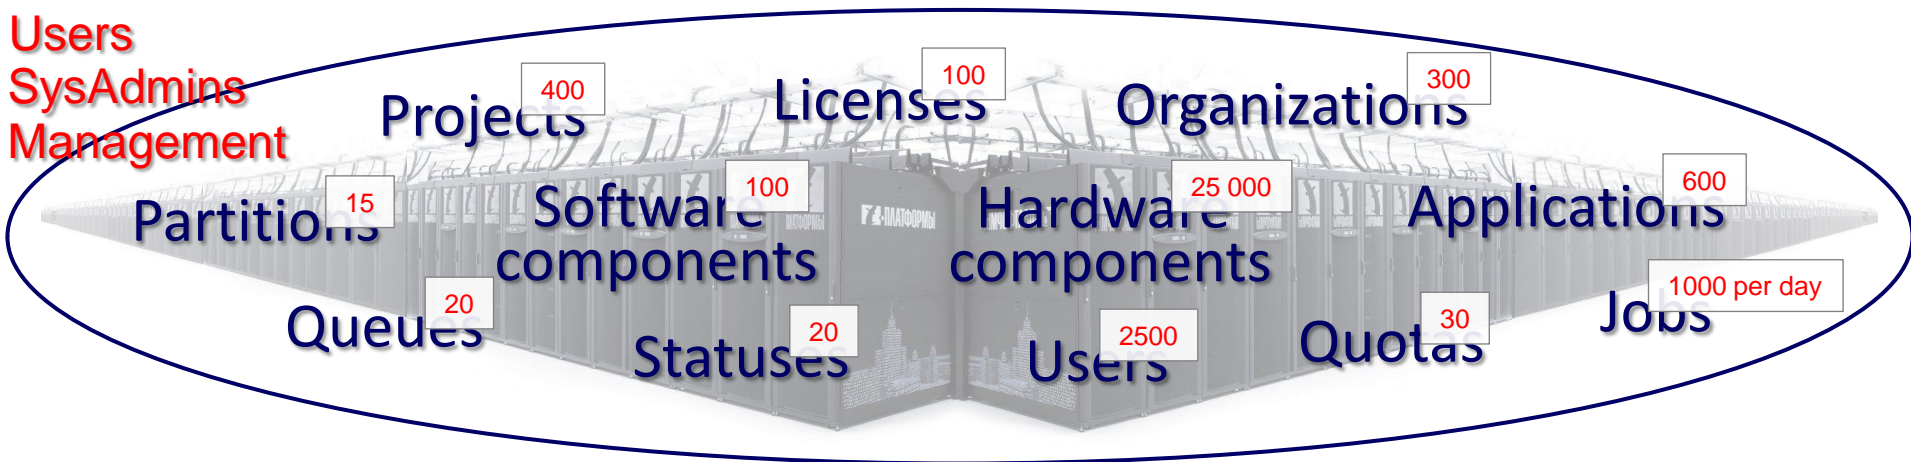 Users
SysAdmins
Management
Projects
400
Licenses
100
Organizations
300
Partitions
15
Software
components
100
Hardware
components
25 000
Applications
600
Queues
20
Statuses
20
Users
2500
Quotas
30
Jobs
1000 per day
Т-ПЛАТФОРМЫ